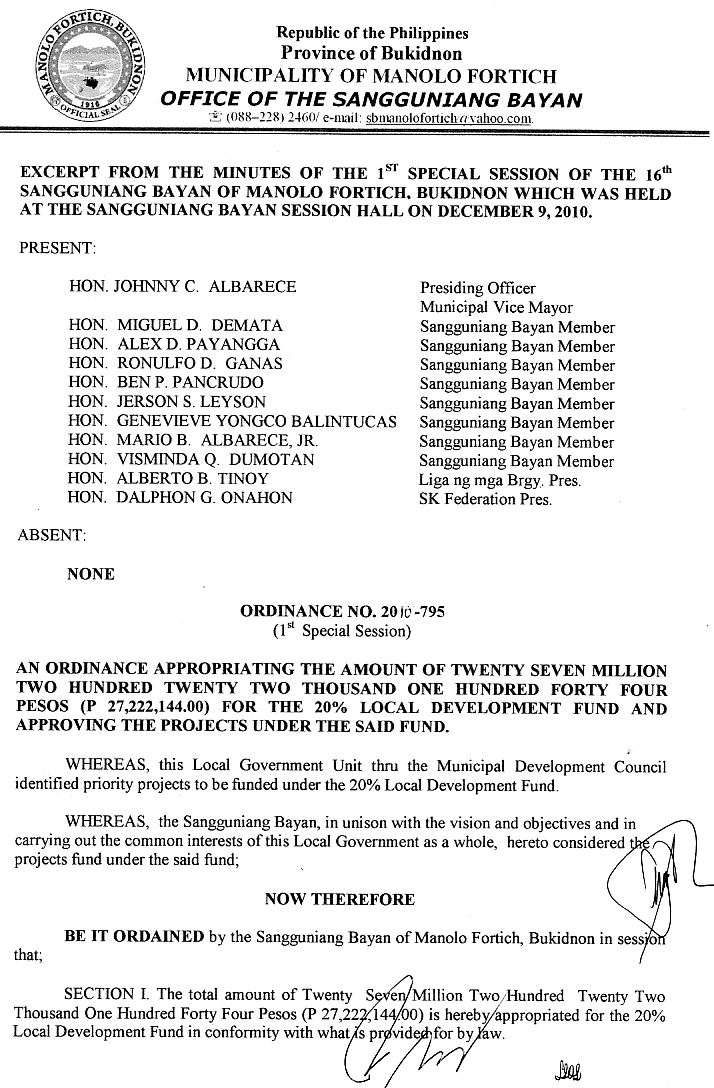 MANOLO FORTICH, BUKIDNON
1916
OFFICIAL SEAL
Republic of the Philippines
Province of Bukidnon
MUNICIPALITY OF MANOLO FORTICH
OFFICE OF THE SANGGUNIANG BAYAN
☏ (088–228) 2460/ e-mail: sbmanolofortich@yahoo.com.
EXCERPT FROM THE MINUTES OF THE 1ST SPECIAL SESSION OF THE 16th
SANGGUNIANG BAYAN OF MANOLO FORTICH, BUKIDNON WHICH WAS HELD
AT THE SANGGUNIANG BAYAN SESSION HALL ON DECEMBER 9, 2010.
PRESENT:
HON. JOHNNY C. ALBARECE Presiding Officer
Municipal Vice Mayor
HON. MIGUEL D. DEMATA Sangguniang Bayan Member
HON. ALEX D. PAYANGGA Sangguniang Bayan Member
HON. RONULFO D. GANAS Sangguniang Bayan Member
HON. BEN P. PANCRUDO Sangguniang Bayan Member
HON. JERSON S. LEYSON Sangguniang Bayan Member
HON. GENEVIEVE YONGCO BALINTUCAS Sangguniang Bayan Member
HON. MARIO B. ALBARECE, JR. Sangguniang Bayan Member
HON. VISMINDA Q. DUMOTAN Sangguniang Bayan Member
HON. ALBERTO B. TINOY Liga ng mga Brgy. Pres.
HON. DALPHON G. ONAHON SK Federation Pres.
ABSENT:
NONE
ORDINANCE NO. 2010-795
(1st Special Session)
AN ORDINANCE APPROPRIATING THE AMOUNT OF TWENTY SEVEN MILLION
TWO HUNDRED TWENTY TWO THOUSAND ONE HUNDRED FORTY FOUR
PESOS (P 27,222,144.00) FOR THE 20% LOCAL DEVELOPMENT FUND AND
APPROVING THE PROJECTS UNDER THE SAID FUND.
WHEREAS, this Local Government Unit thru the Municipal Development Council
identified priority projects to be funded under the 20% Local Development Fund.
WHEREAS, the Sangguniang Bayan, in unison with the vision and objectives and in
carrying out the common interests of this Local Government as a whole, hereto considered the
projects fund under the said fund;
NOW THEREFORE
BE IT ORDAINED by the Sangguniang Bayan of Manolo Fortich, Bukidnon in session
that;
SECTION I. The total amount of Twenty Seven Million Two Hundred Twenty Two
Thousand One Hundred Forty Four Pesos (P 27,222,144.00) is hereby appropriated for the 20%
Local Development Fund in conformity with what is provided for by law.